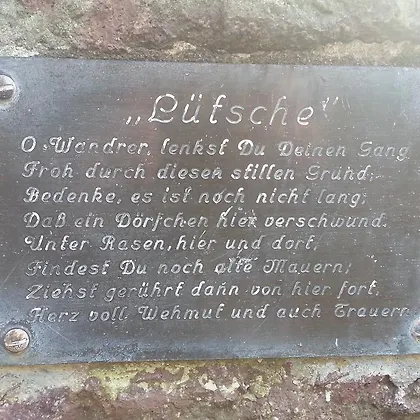 „Lütsche“
O Wandrer, lenkst Du Deinen Gang
Froh durch diesen stillen Grund;
Bedenke, es ist noch nicht lang;
Daß ein Dörfchen hier verschwund.
Unter Rasen, hier und dort,
Findest Du noch alte Mauern;
Ziehst gerührt dann von hier fort,
Herz voll Wehmut und auch Trauern